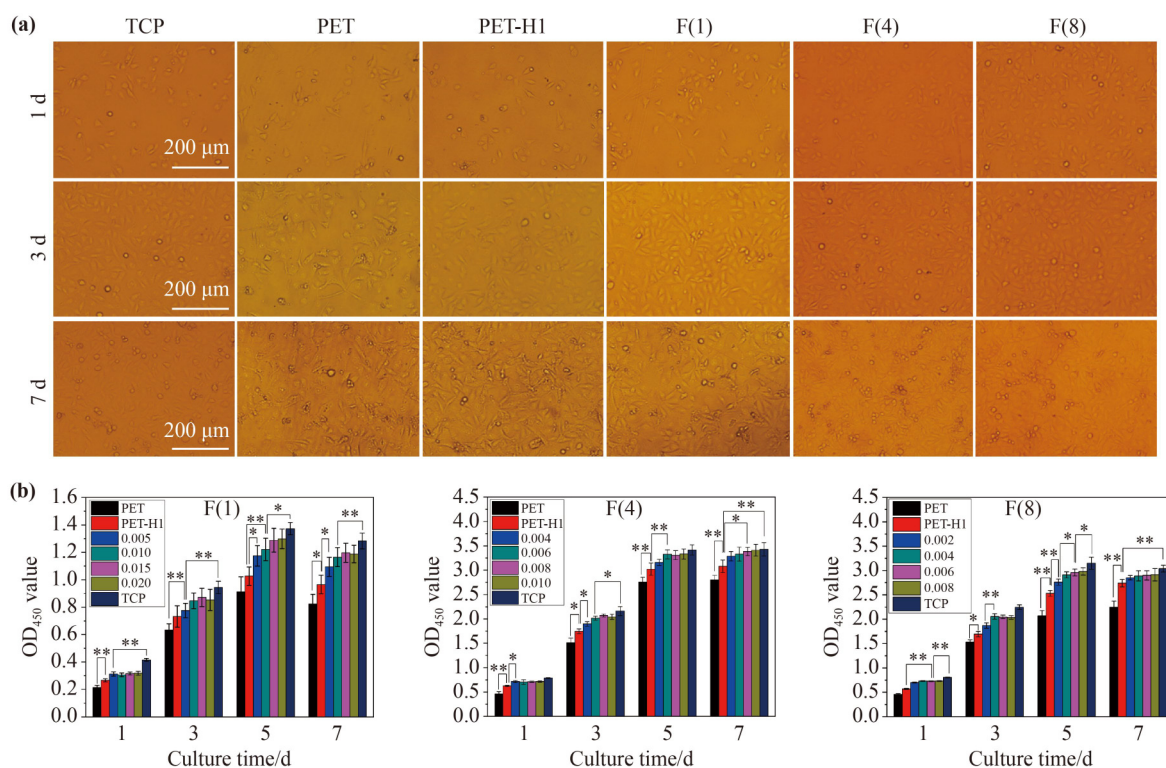 (a)
TCP PET PET-H1 F(1) F(4) F(8)
1 d
200 μm
3 d
200 μm
7 d
200 μm
(b)
F(1)
OD450 value
1.6
1.4
1.2
1.0
0.8
0.6
0.4
0.2
0.0
PET
PET-H1
0.005
0.010
0.015
0.020
TCP
** ** ** ** * ** * * * **
1 3 5 7
Culture time/d
F(4)
OD450 value
4.5
4.0
3.5
3.0
2.5
2.0
1.5
1.0
0.5
0.0
PET
PET-H1
0.004
0.006
0.008
0.010
TCP
** * * * * ** ** ** * **
1 3 5 7
Culture time/d
F(8)
OD450 value
4.5
4.0
3.5
3.0
2.5
2.0
1.5
1.0
0.5
0.0
PET
PET-H1
0.002
0.004
0.006
0.008
TCP
** ** * ** ** ** * * ** **
1 3 5 7
Culture time/d